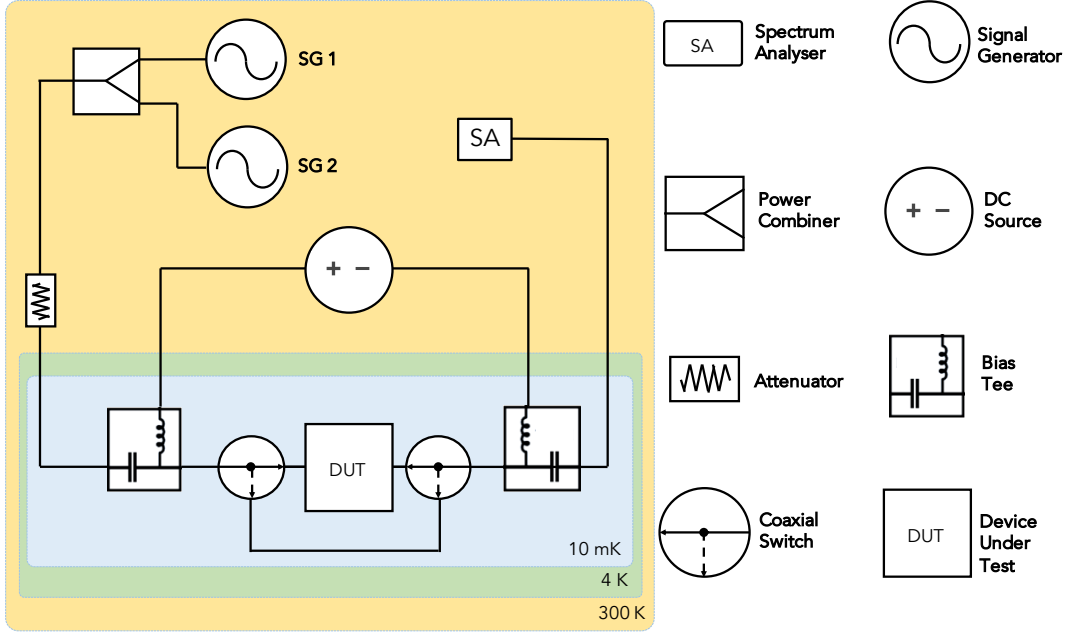 SG 1
SG 2
SA
+ −
DUT
10 mK
4 K
300 K
SA
Spectrum
Analyser
Signal
Generator
Power
Combiner
+ −
DC
Source
Attenuator
Bias
Tee
Coaxial
Switch
DUT
Device
Under
Test